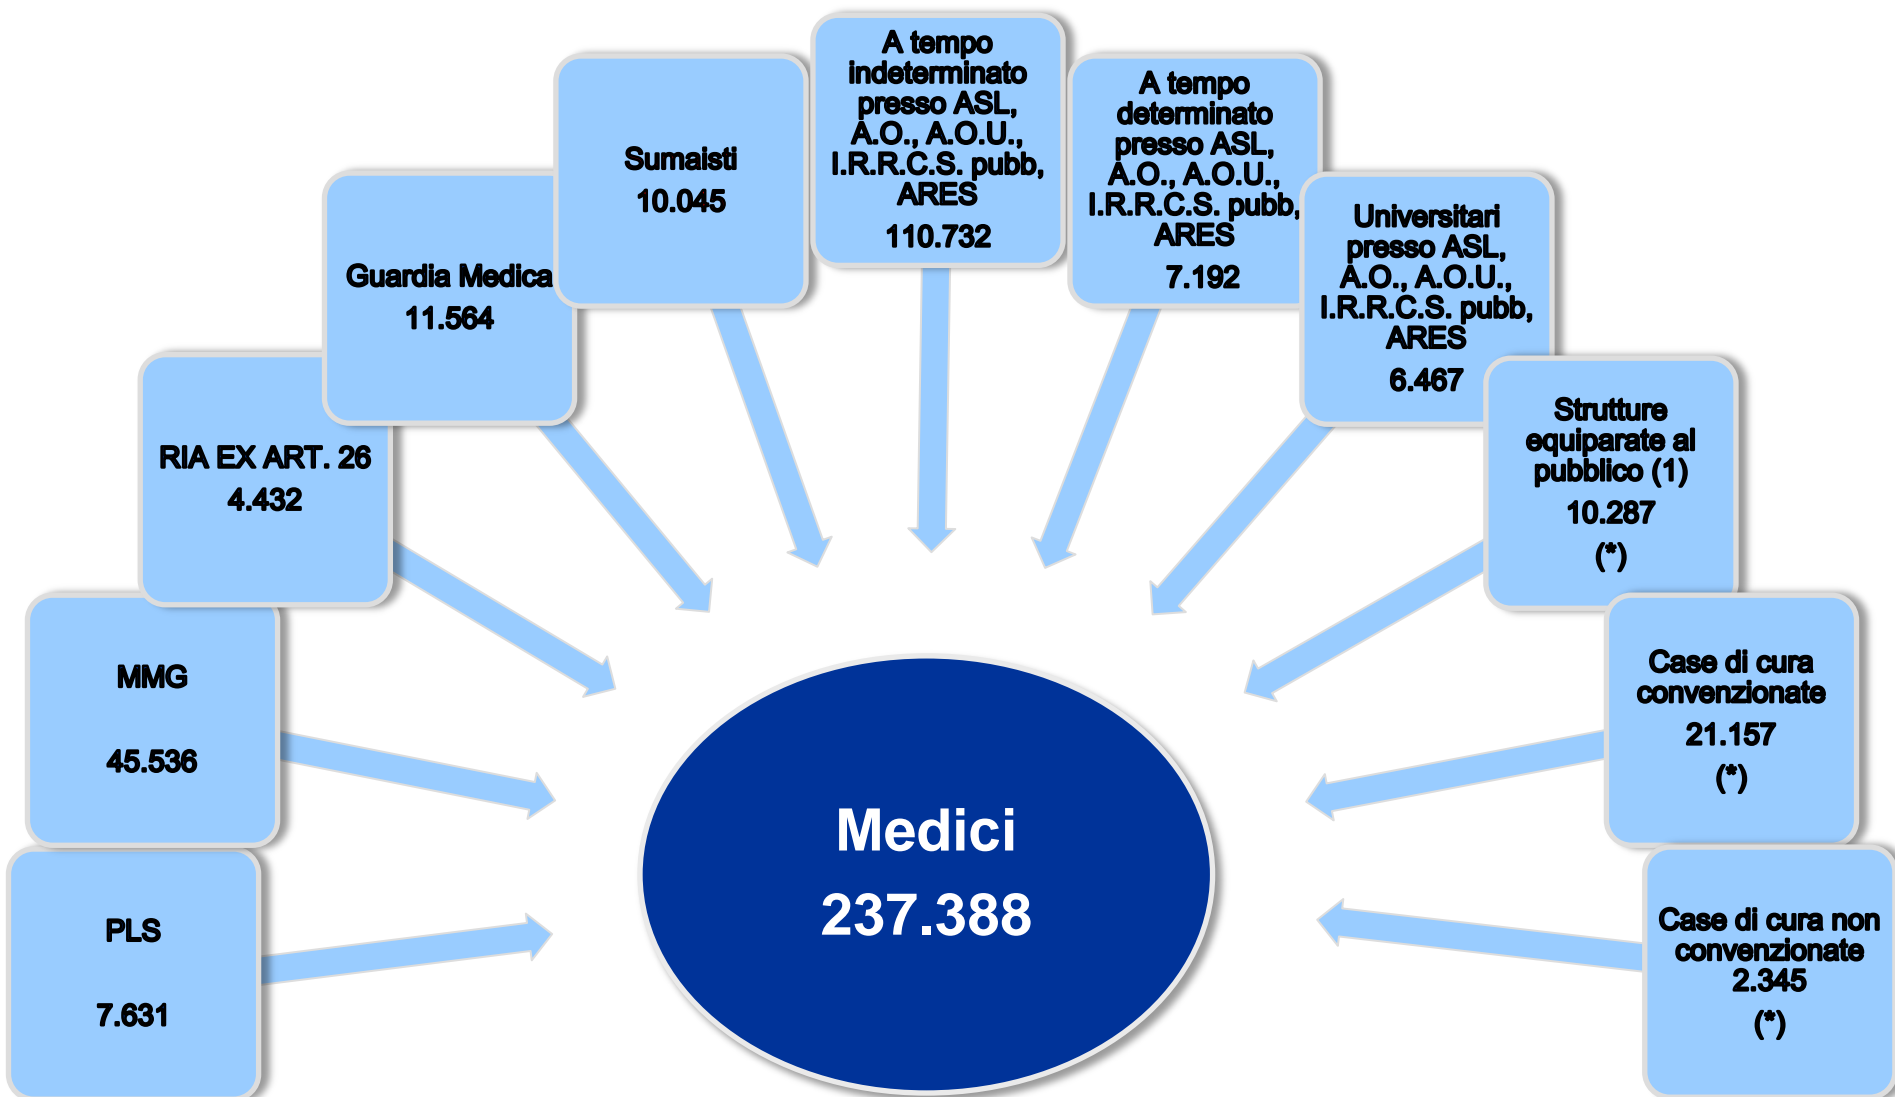 A tempo
indeterminato
presso ASL,
A.O., A.O.U.,
I.R.R.C.S. pubb,
ARES
110.732
A tempo
determinato
presso ASL,
A.O., A.O.U.,
I.R.R.C.S. pubb,
ARES
7.192
Sumaisti
10.045
Universitari
presso ASL,
A.O., A.O.U.,
I.R.R.C.S. pubb,
ARES
6.467
Guardia Medica
11.564
Strutture
equiparate al
pubblico (1)
10.287
(*)
RIA EX ART. 26
4.432
Case di cura
convenzionate
21.157
(*)
MMG
45.536
Medici
237.388
PLS
7.631
Case di cura non
convenzionate
2.345
(*)